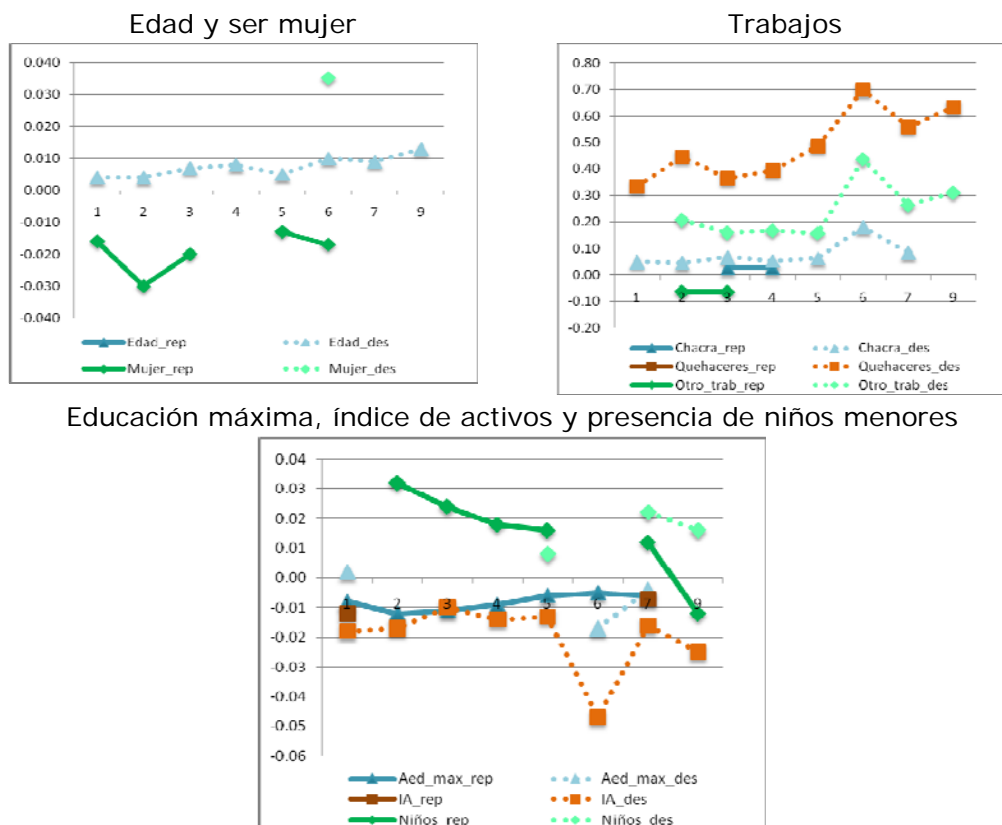 Edad y ser mujer
0.040
0.030
0.020
0.010
0.000
-0.010
-0.020
-0.030
-0.040
1 2 3 4 5 6 7 9
Edad_rep Edad_des
Mujer_rep Mujer_des
Trabajos
0.80
0.70
0.60
0.50
0.40
0.30
0.20
0.10
0.00
-0.10
-0.20
1 2 3 4 5 6 7 9
Chacra_rep Chacra_des
Quehaceres_rep Quehaceres_des
Otro_trab_rep Otro_trab_des
Educación máxima, índice de activos y presencia de niños menores
0.04
0.03
0.02
0.01
0.00
-0.01
-0.02
-0.03
-0.04
-0.05
-0.06
1 2 3 4 5 6 7 9
Aed_max_rep Aed_max_des
IA_rep IA_des
Niños_rep Niños_des